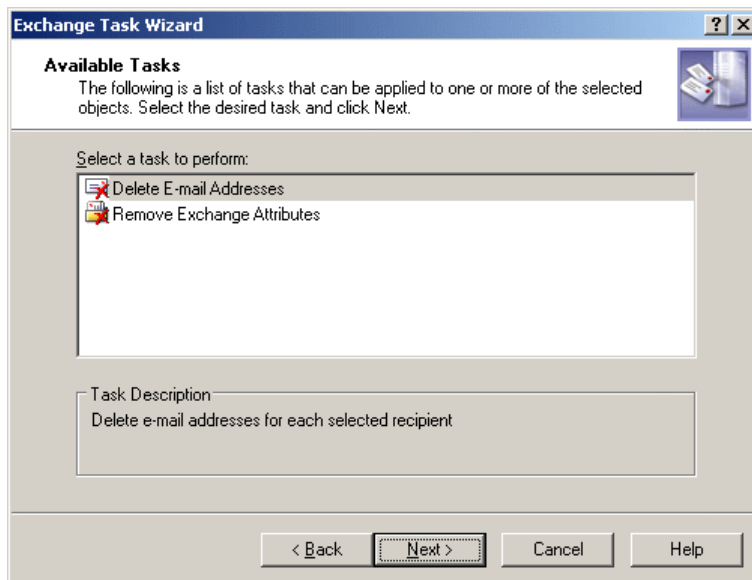 Exchange Task Wizard
Available Tasks
The following is a list of tasks that can be applied to one or more of the selected
objects. Select the desired task and click Next.
Select a task to perform:
Delete E-mail Addresses
Remove Exchange Attributes
Task Description
Delete e-mail addresses for each selected recipient
< Back Next > Cancel Help